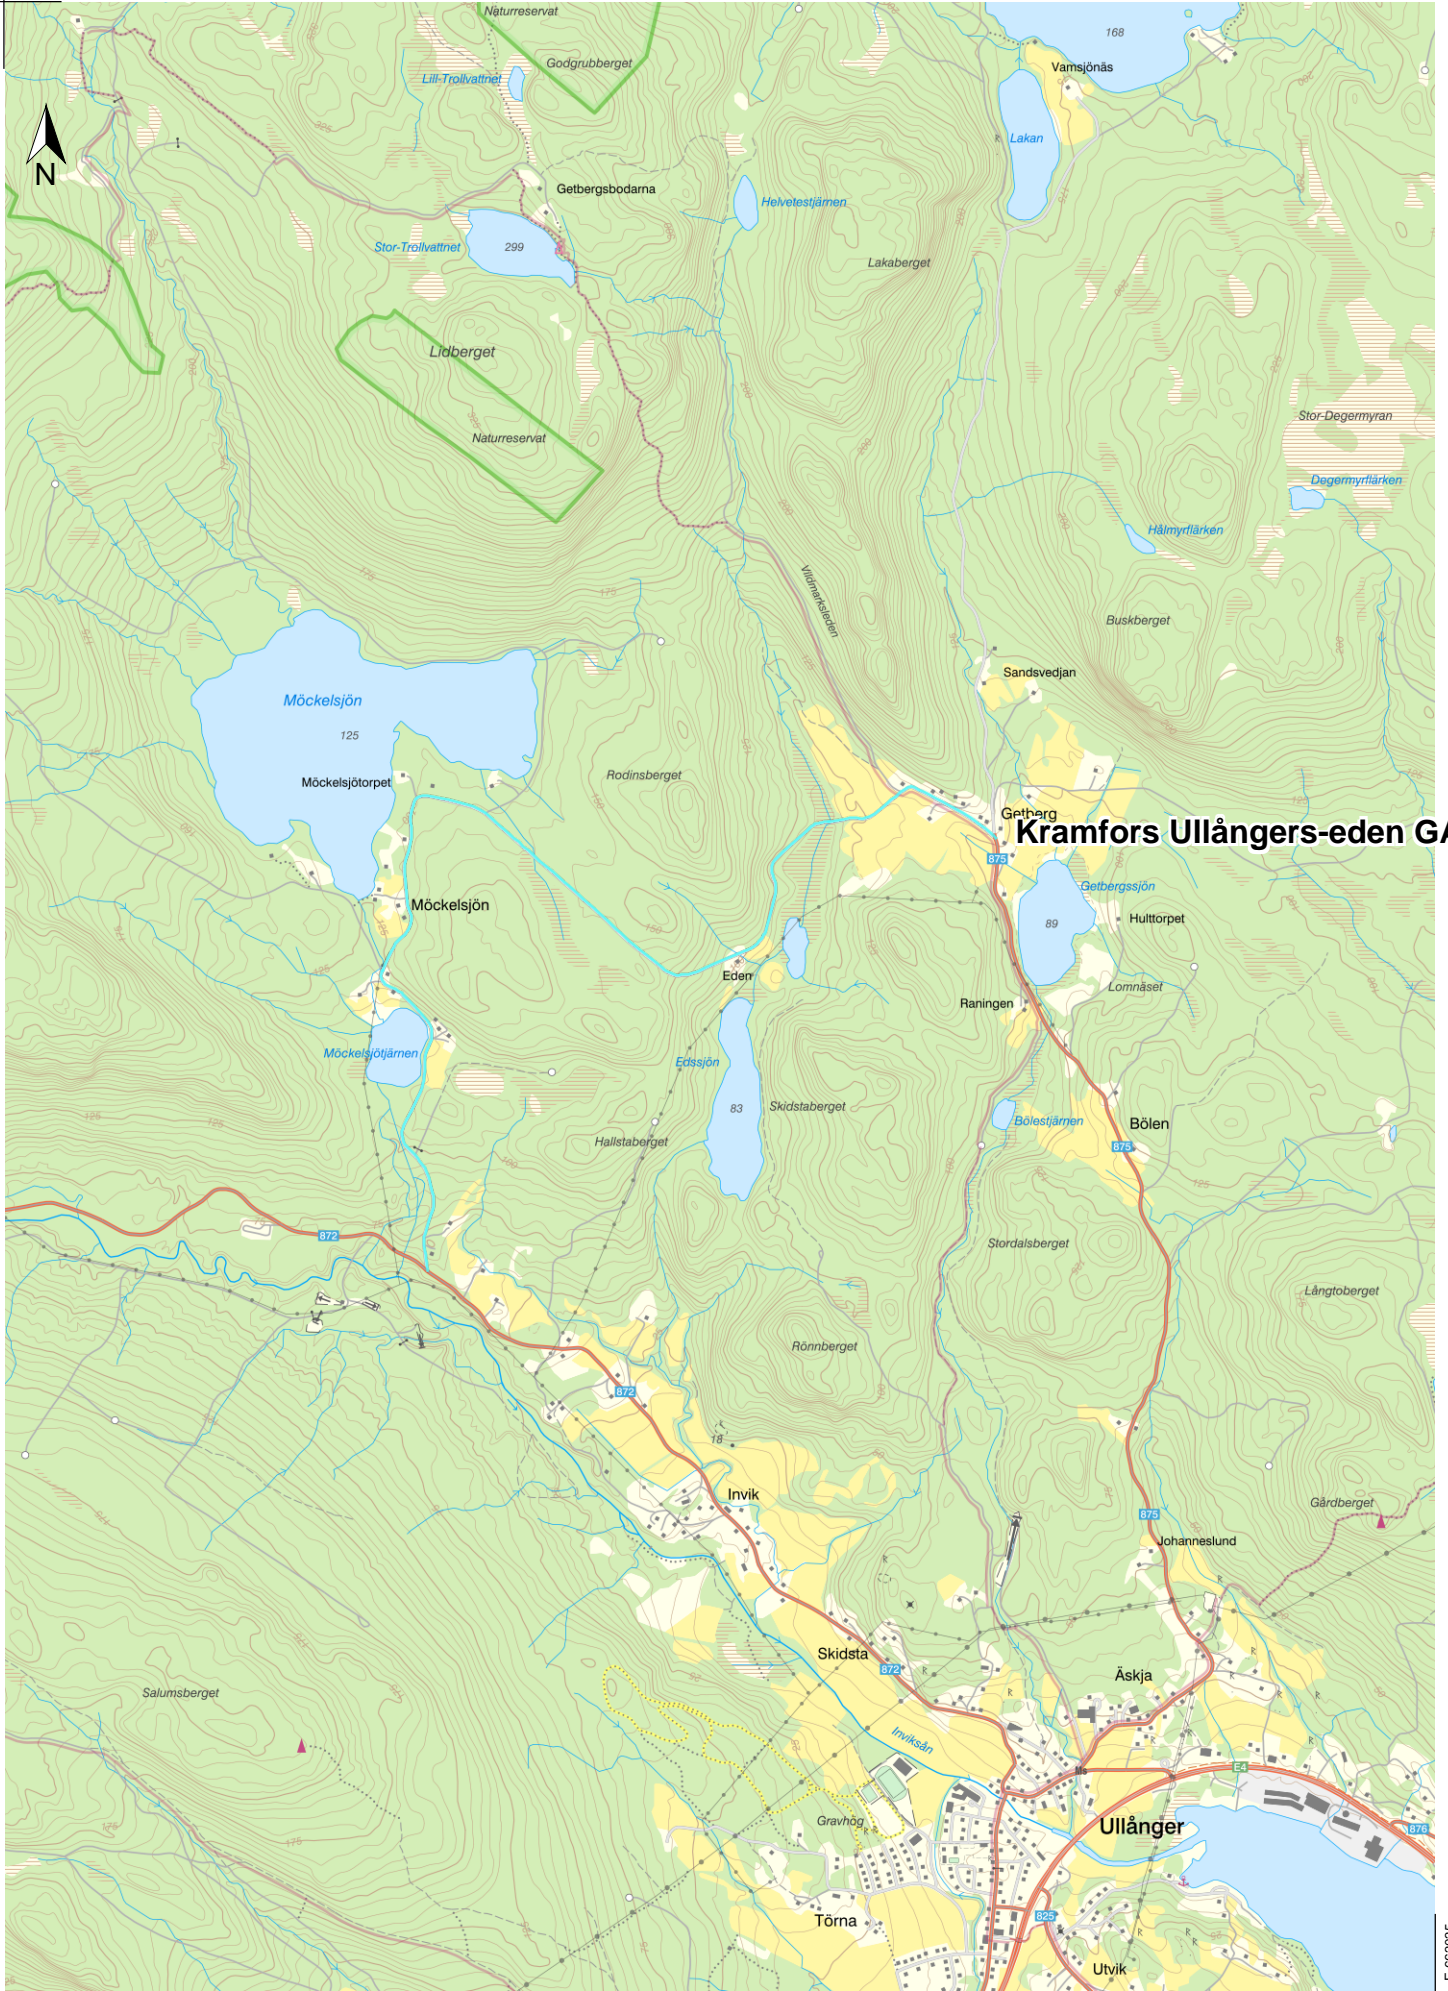 Naturreservat
168
Godgrubberget
Vamsjönäs
Lill-Trollvattnet
Lakan
N
Getbergsbodarna
Helvetestjärnen
Stor-Trollvattnet
299
Lakaberget
Lidberget
Stor-Degermyran
Naturreservat
Degermyrflärken
Hålmyrflärken
Vildmarksleden
Buskberget
Sandsvedjan
Möckelsjön
125
Rodinsberget
Möckelsjötorpet
Getberg
Kramfors Ullångers-eden GA
875
Getbergssjön
Möckelsjön
Hulttorpet
89
Eden
Lomnäset
Raningen
Möckelsjötjärnen
Edssjön
83
Skidstaberget
Bölestjärnen
Bölen
Hallstaberget
875
872
Stordalsberget
Långtoberget
Rönnberget
872
18
Invik
Gårdberget
875
Johanneslund
Skidsta
872
Äskja
Salumsberget
Inviksån
E4
Ms
Gravhög
Ullånger
876
Törna
825
Utvik